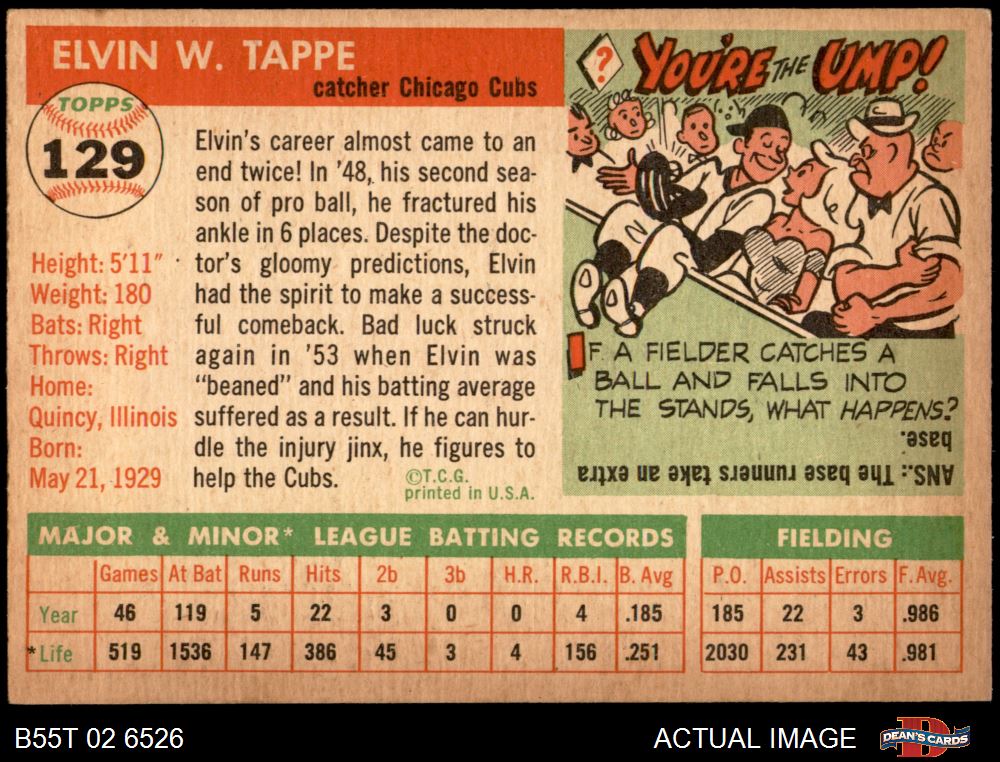 ELVIN W. TAPPE
catcher Chicago Cubs
TOPPS
129
Height: 5'11"
Weight: 180
Bats: Right
Throws: Right
Home:
Quincy, Illinois
Born:
May 21, 1929
Elvin's career almost came to an
end twice! In '48, his second sea-
son of pro ball, he fractured his
ankle in 6 places. Despite the doc-
tor's gloomy predictions, Elvin
had the spirit to make a success-
ful comeback. Bad luck struck
again in '53 when Elvin was
"beaned" and his batting average
suffered as a result. If he can hur-
dle the injury jinx, he figures to
help the Cubs.
©T.C.G.
printed in U.S.A.
? YOU'RE THE UMP!
IF A FIELDER CATCHES A
BALL AND FALLS INTO
THE STANDS, WHAT HAPPENS?
ANS.: The base runners take an extra
base.
MAJOR & MINOR* LEAGUE BATTING RECORDS
Games At Bat Runs Hits 2b 3b H.R. R.B.I. B. Avg
Year 46 119 5 22 3 0 0 4 .185
*Life 519 1536 147 386 45 3 4 156 .251
FIELDING
P.O. Assists Errors F. Avg.
185 22 3 .986
2030 231 43 .981
B55T 02 6526
ACTUAL IMAGE
D
DEAN'S CARDS